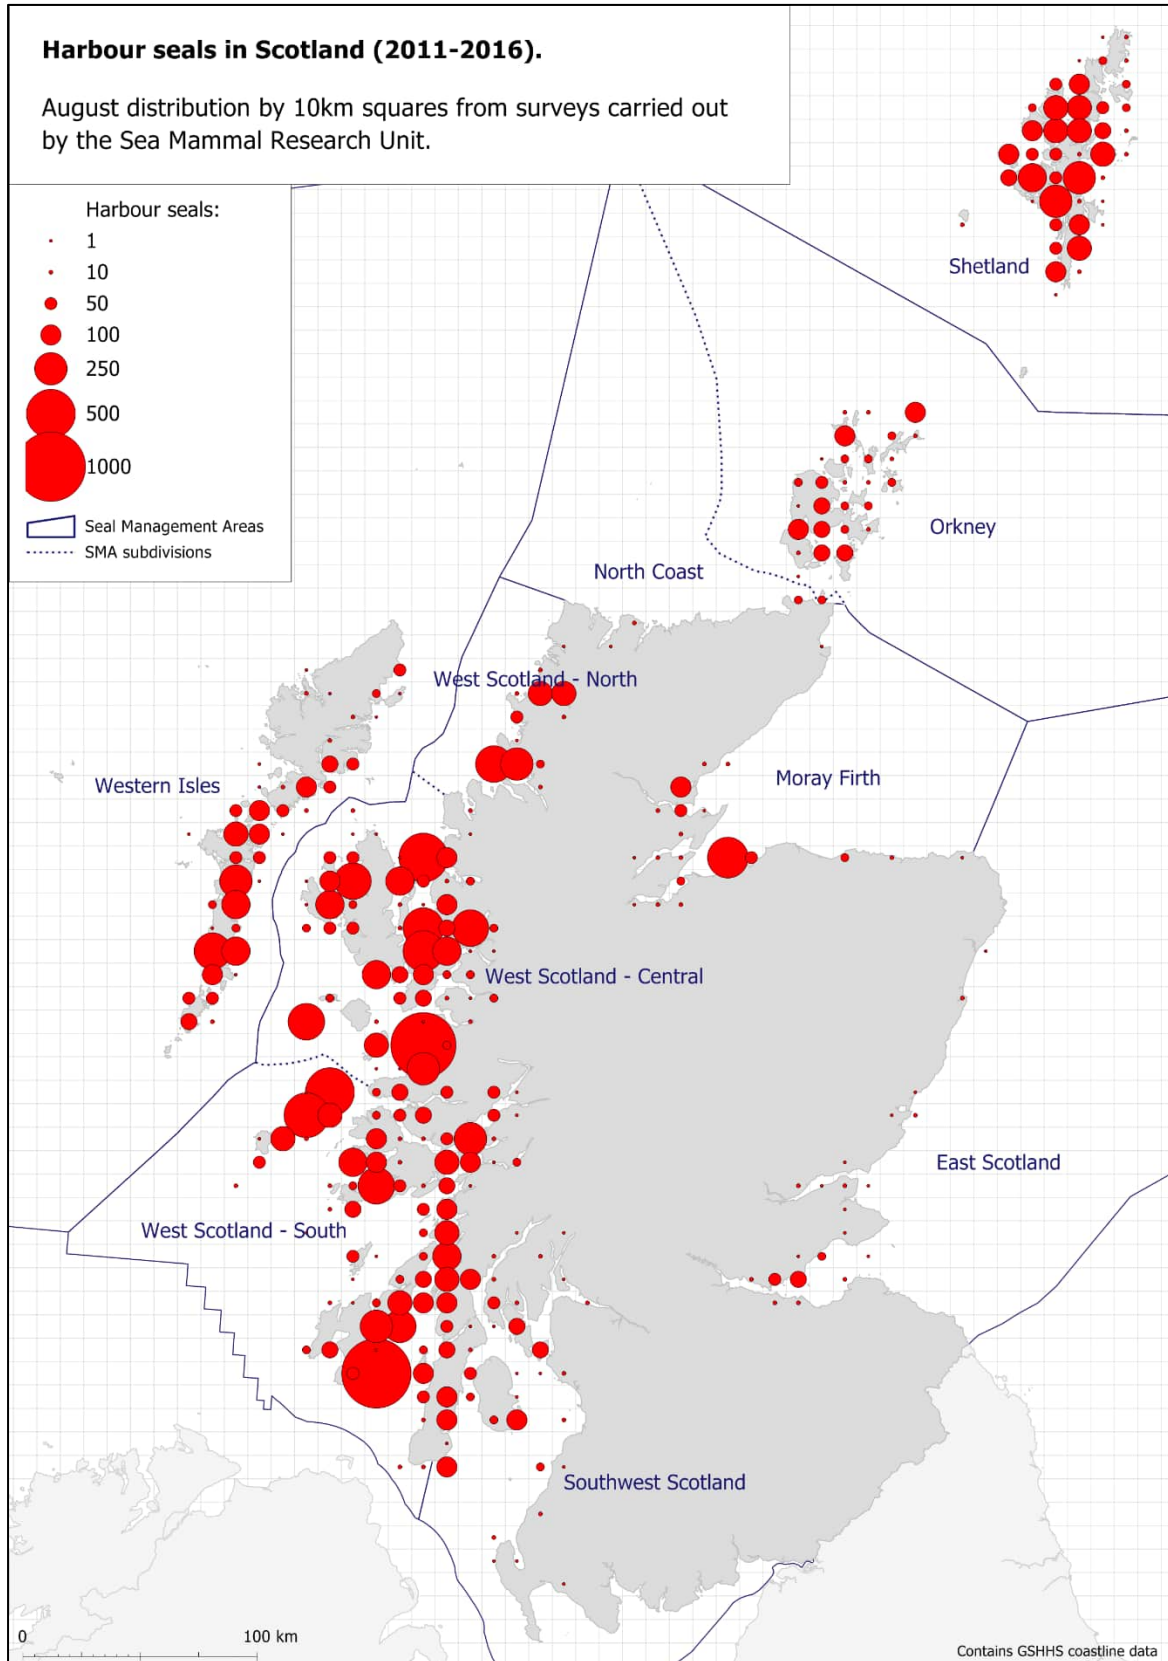 Harbour seals in Scotland (2011-2016).
August distribution by 10km squares from surveys carried out
by the Sea Mammal Research Unit.
Harbour seals:
1
10
50
100
250
500
1000
Seal Management Areas
SMA subdivisions
Shetland
Orkney
North Coast
West Scotland - North
Western Isles
Moray Firth
West Scotland - Central
East Scotland
West Scotland - South
Southwest Scotland
0 100 km
Contains GSHHS coastline data